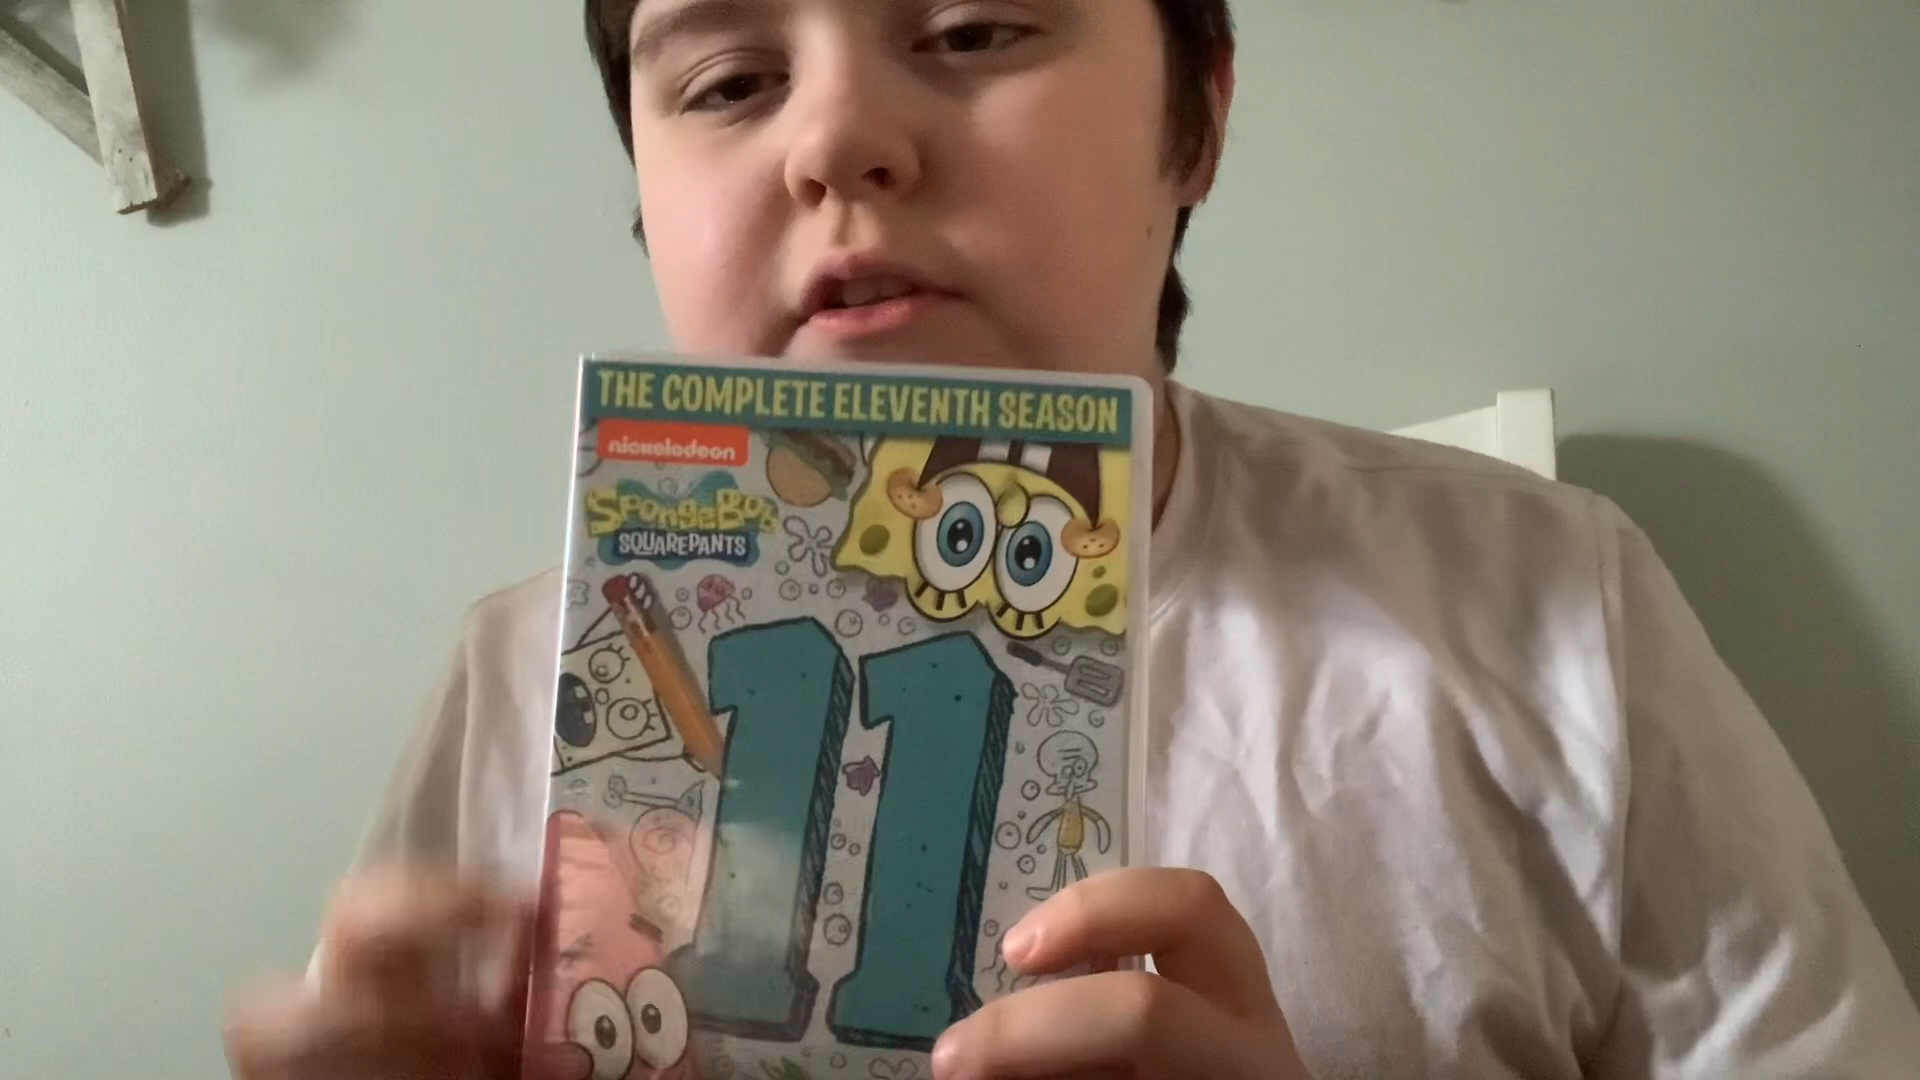 THE COMPLETE ELEVENTH SEASON
nickelodeon
SPONGEBOB
SQUAREPANTS
11